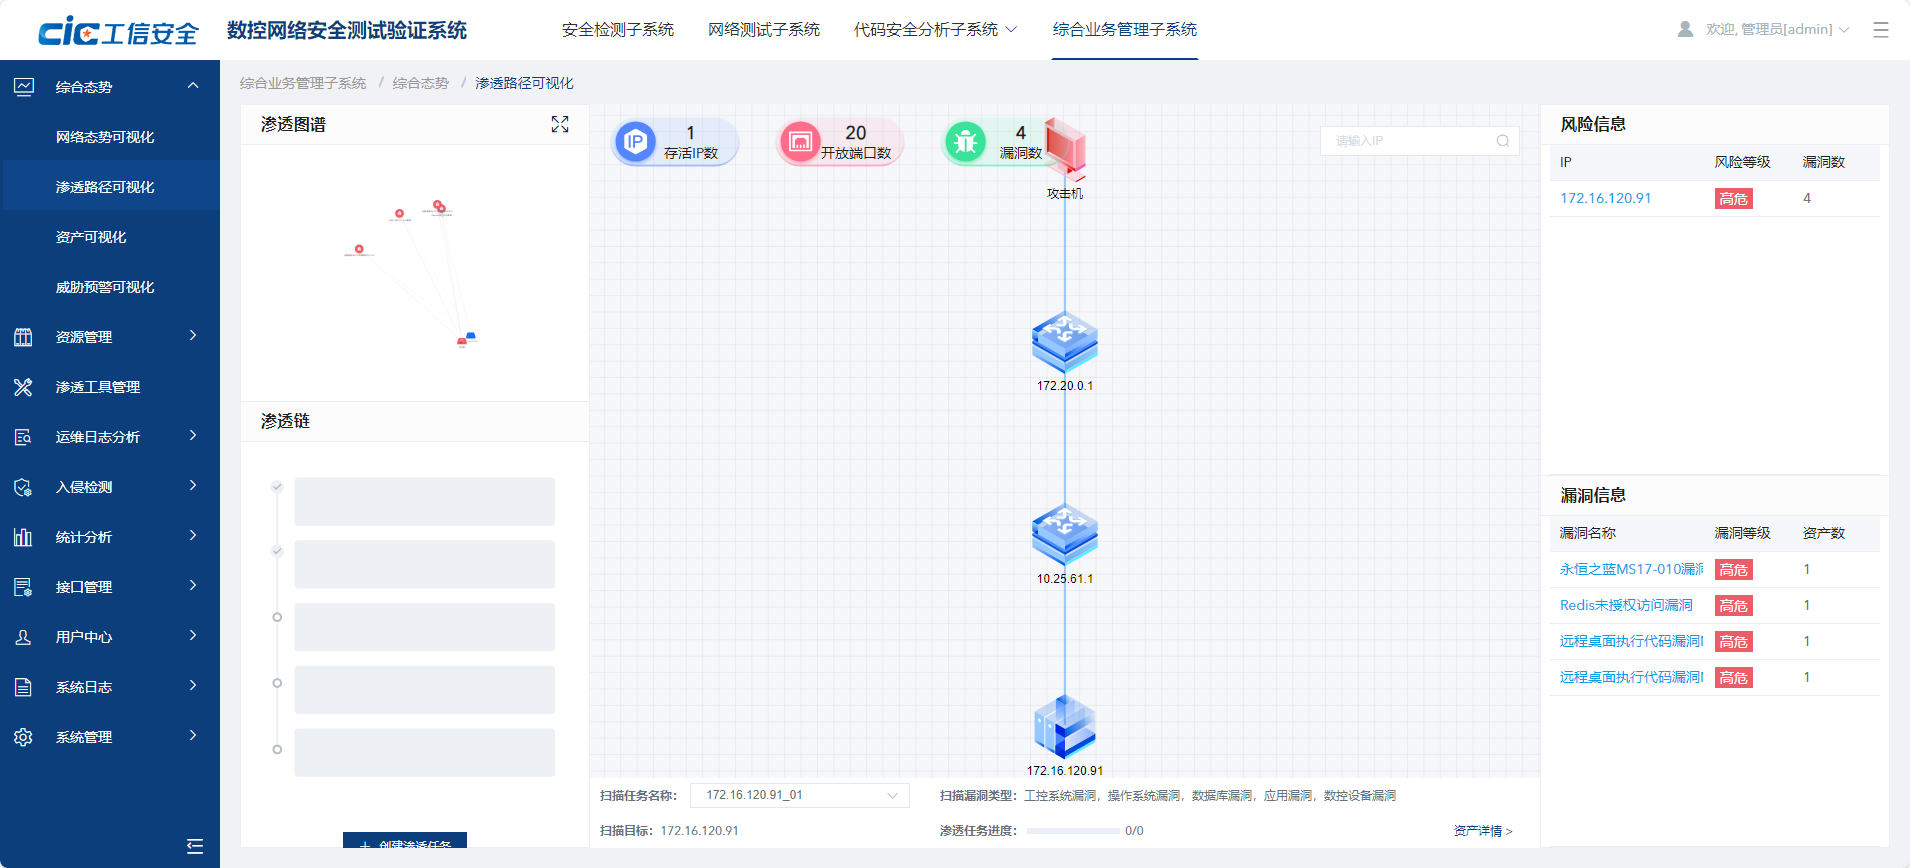 CIC工信安全
数控网络安全测试验证系统
安全检测子系统
网络测试子系统
代码安全分析子系统
综合业务管理子系统
欢迎, 管理员[admin]
综合态势
网络态势可视化
渗透路径可视化
资产可视化
威胁预警可视化
资源管理
渗透工具管理
运维日志分析
入侵检测
统计分析
接口管理
用户中心
系统日志
系统管理
综合业务管理子系统 / 综合态势 / 渗透路径可视化
渗透图谱
渗透链
+ 创建渗透任务
IP
1
存活IP数
20
开放端口数
4
漏洞数
请输入IP
攻击机
172.20.0.1
10.25.61.1
172.16.120.91
扫描任务名称：
172.16.120.91_01
扫描漏洞类型：工控系统漏洞，操作系统漏洞，数据库漏洞，应用漏洞，数控设备漏洞
扫描目标：172.16.120.91
渗透任务进度：
0/0
资产详情 >
风险信息
IP 风险等级 漏洞数
172.16.120.91 高危 4
漏洞信息
漏洞名称 漏洞等级 资产数
永恒之蓝MS17-010漏 高危 1
Redis未授权访问漏洞 高危 1
远程桌面执行代码漏洞 高危 1
远程桌面执行代码漏洞 高危 1